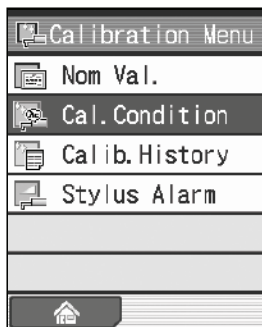 Calibration Menu
Nom Val.
Cal.Condition
Calib.History
Stylus Alarm